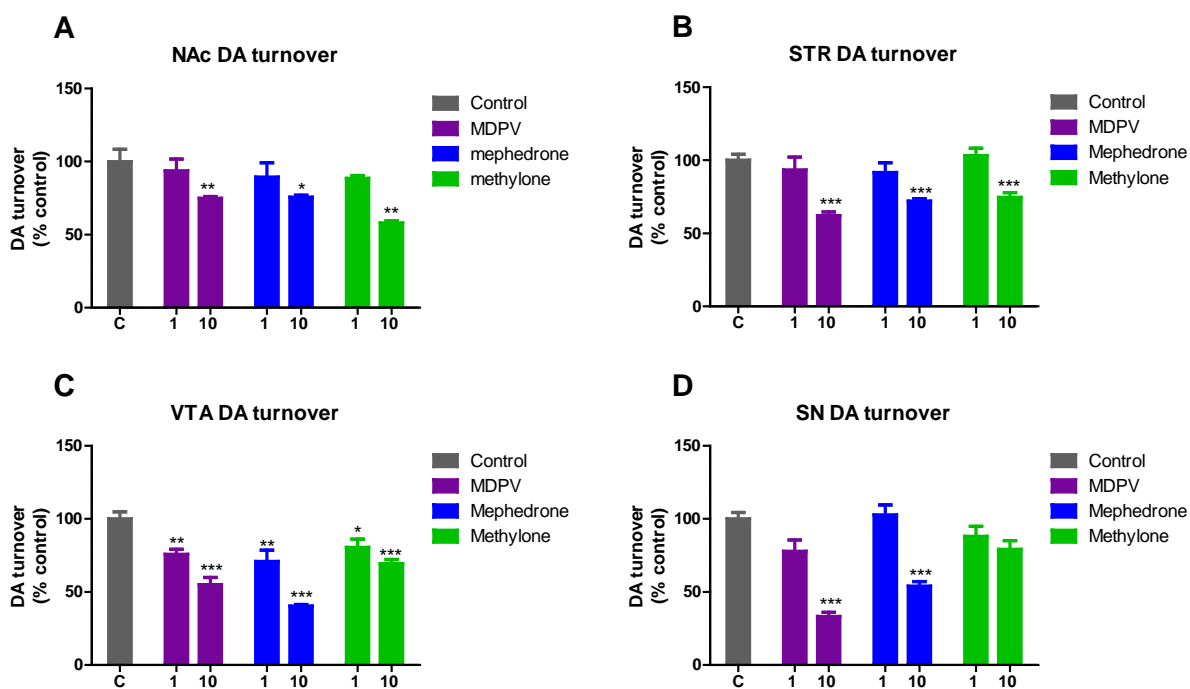 A
NAc DA turnover
DA turnover
(% control)
150
100
50
0
**
*
**
C 1 10 1 10 1 10
Control
MDPV
mephedrone
methylone
B
STR DA turnover
DA turnover
(% control)
150
100
50
0
***
***
***
C 1 10 1 10 1 10
Control
MDPV
Mephedrone
Methylone
C
VTA DA turnover
DA turnover
(% control)
150
100
50
0
**
***
**
***
*
***
C 1 10 1 10 1 10
Control
MDPV
Mephedrone
Methylone
D
SN DA turnover
DA turnover
(% control)
150
100
50
0
***
***
C 1 10 1 10 1 10
Control
MDPV
Mephedrone
Methylone